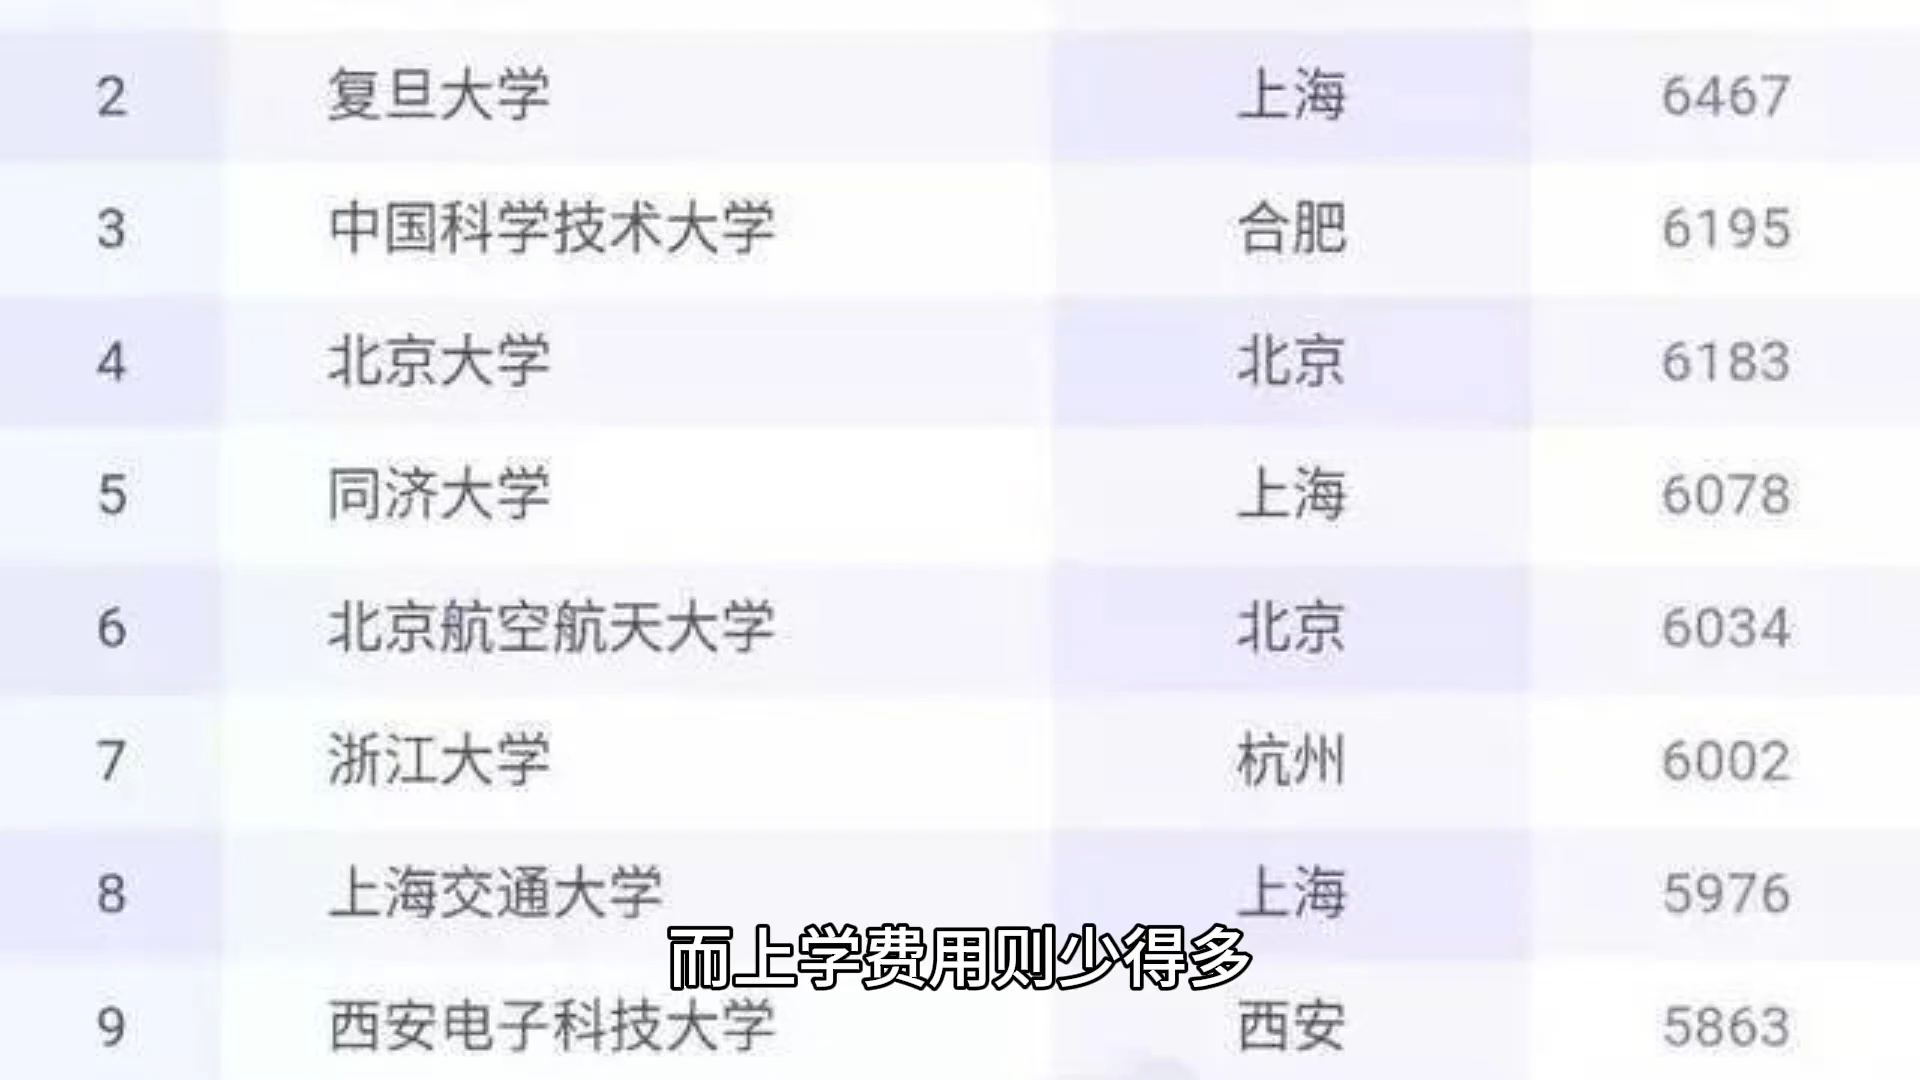 2 复旦大学 上海 6467
3 中国科学技术大学 合肥 6195
4 北京大学 北京 6183
5 同济大学 上海 6078
6 北京航空航天大学 北京 6034
7 浙江大学 杭州 6002
8 上海交通大学 上海 5976
而上学费用则少得多
9 西安电子科技大学 西安 5863